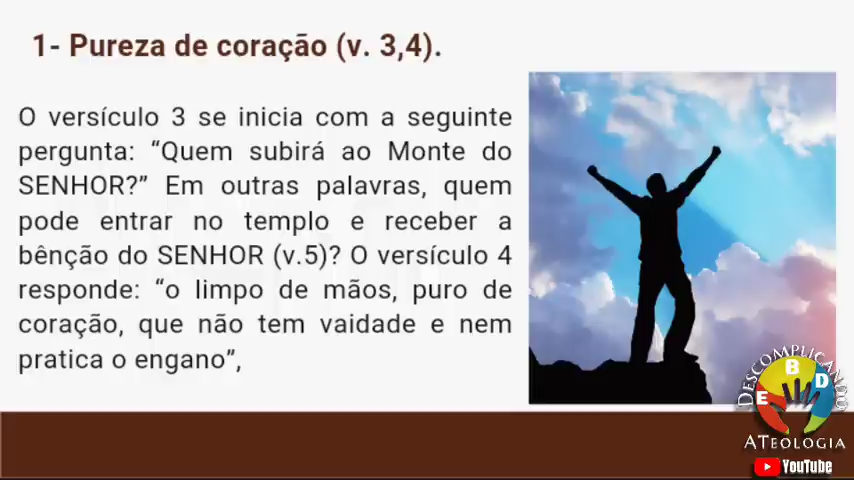 1- Pureza de coração (v. 3,4).
O versículo 3 se inicia com a seguinte
pergunta: “Quem subirá ao Monte do
SENHOR?” Em outras palavras, quem
pode entrar no templo e receber a
bênção do SENHOR (v.5)? O versículo 4
responde: “o limpo de mãos, puro de
coração, que não tem vaidade e nem
pratica o engano”,
DESCOMPLICANDO
EBD
ATEOLOGIA
YouTube